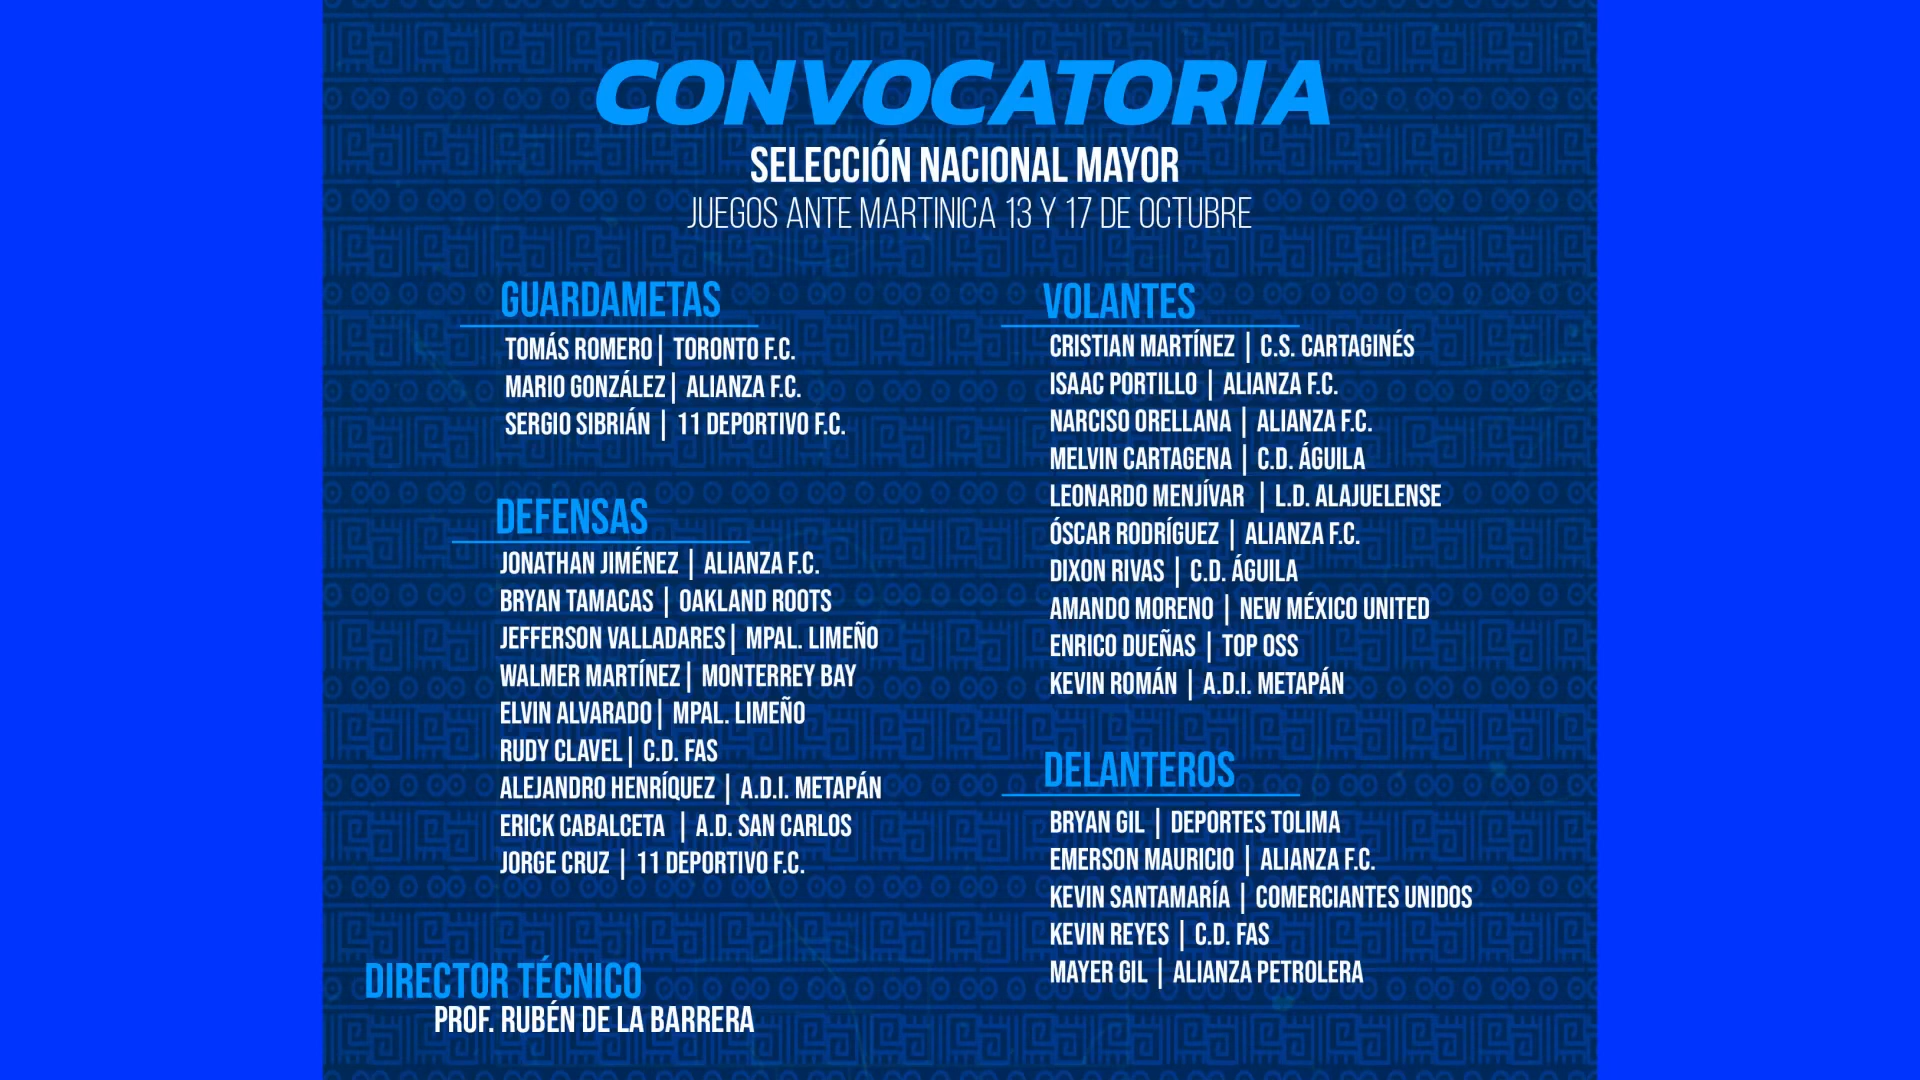 CONVOCATORIA
SELECCIÓN NACIONAL MAYOR
JUEGOS ANTE MARTINICA 13 Y 17 DE OCTUBRE
GUARDAMETAS
TOMÁS ROMERO | TORONTO F.C.
MARIO GONZÁLEZ | ALIANZA F.C.
SERGIO SIBRIÁN | 11 DEPORTIVO F.C.
DEFENSAS
JONATHAN JIMÉNEZ | ALIANZA F.C.
BRYAN TAMACAS | OAKLAND ROOTS
JEFFERSON VALLADARES | MPAL. LIMEÑO
WALMER MARTÍNEZ | MONTERREY BAY
ELVIN ALVARADO | MPAL. LIMEÑO
RUDY CLAVEL | C.D. FAS
ALEJANDRO HENRÍQUEZ | A.D.I. METAPÁN
ERICK CABALCETA | A.D. SAN CARLOS
JORGE CRUZ | 11 DEPORTIVO F.C.
DIRECTOR TÉCNICO
PROF. RUBÉN DE LA BARRERA
VOLANTES
CRISTIAN MARTÍNEZ | C.S. CARTAGINÉS
ISAAC PORTILLO | ALIANZA F.C.
NARCISO ORELLANA | ALIANZA F.C.
MELVIN CARTAGENA | C.D. ÁGUILA
LEONARDO MENJÍVAR | L.D. ALAJUELENSE
ÓSCAR RODRÍGUEZ | ALIANZA F.C.
DIXON RIVAS | C.D. ÁGUILA
AMANDO MORENO | NEW MÉXICO UNITED
ENRICO DUEÑAS | TOP OSS
KEVIN ROMÁN | A.D.I. METAPÁN
DELANTEROS
BRYAN GIL | DEPORTES TOLIMA
EMERSON MAURICIO | ALIANZA F.C.
KEVIN SANTAMARÍA | COMERCIANTES UNIDOS
KEVIN REYES | C.D. FAS
MAYER GIL | ALIANZA PETROLERA